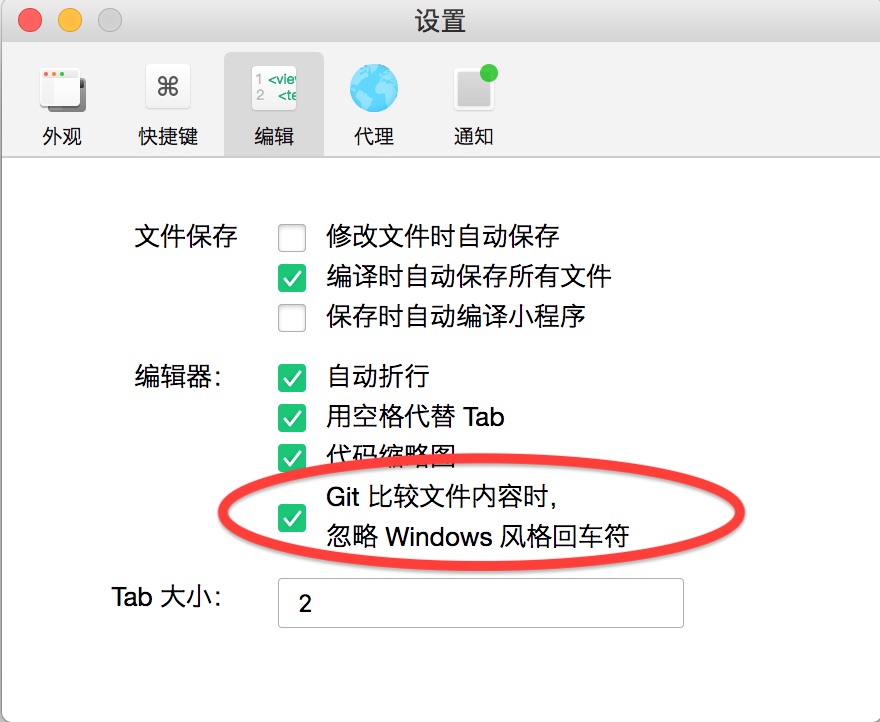 设置
⌘
1 <view
2 <te
外观 快捷键 编辑 代理 通知
文件保存 修改文件时自动保存
编译时自动保存所有文件
保存时自动编译小程序
编辑器: 自动折行
用空格代替 Tab
代码缩略图
Git 比较文件内容时,
忽略 Windows 风格回车符
Tab 大小: 2